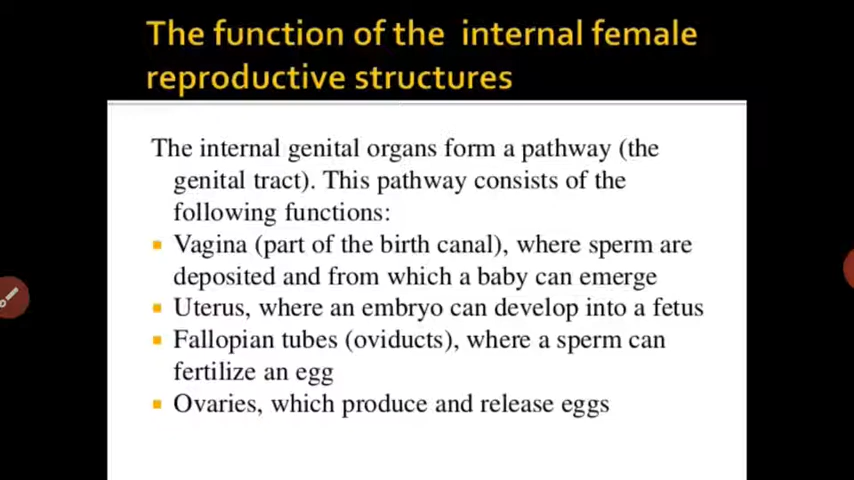 The function of the internal female
reproductive structures
The internal genital organs form a pathway (the
genital tract). This pathway consists of the
following functions:
Vagina (part of the birth canal), where sperm are
deposited and from which a baby can emerge
Uterus, where an embryo can develop into a fetus
Fallopian tubes (oviducts), where a sperm can
fertilize an egg
Ovaries, which produce and release eggs